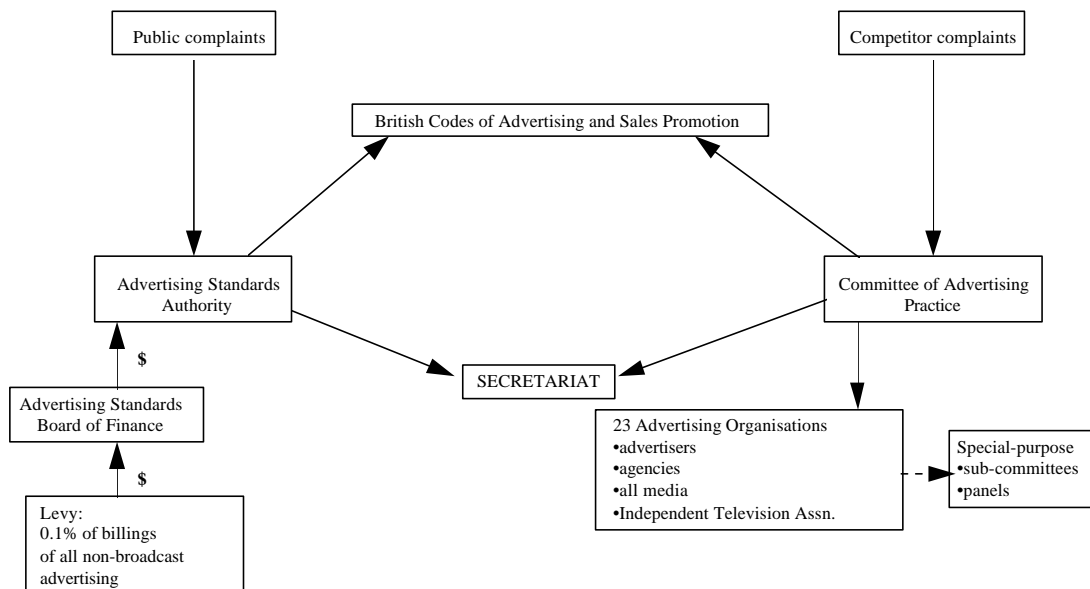 Public complaints
Competitor complaints
British Codes of Advertising and Sales Promotion
Advertising Standards
Authority
Committee of Advertising
Practice
$
SECRETARIAT
Advertising Standards
Board of Finance
$
Levy:
0.1% of billings
of all non-broadcast
advertising
23 Advertising Organisations
•advertisers
•agencies
•all media
•Independent Television Assn.
Special-purpose
•sub-committees
•panels